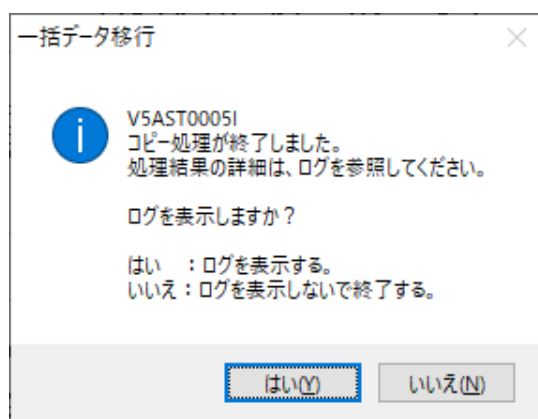 一括データ移行
V5AST0005I
コピー処理が終了しました。
処理結果の詳細は、ログを参照してください。
ログを表示しますか？
はい　：ログを表示する。
いいえ：ログを表示しないで終了する。
はい(Y)
いいえ(N)